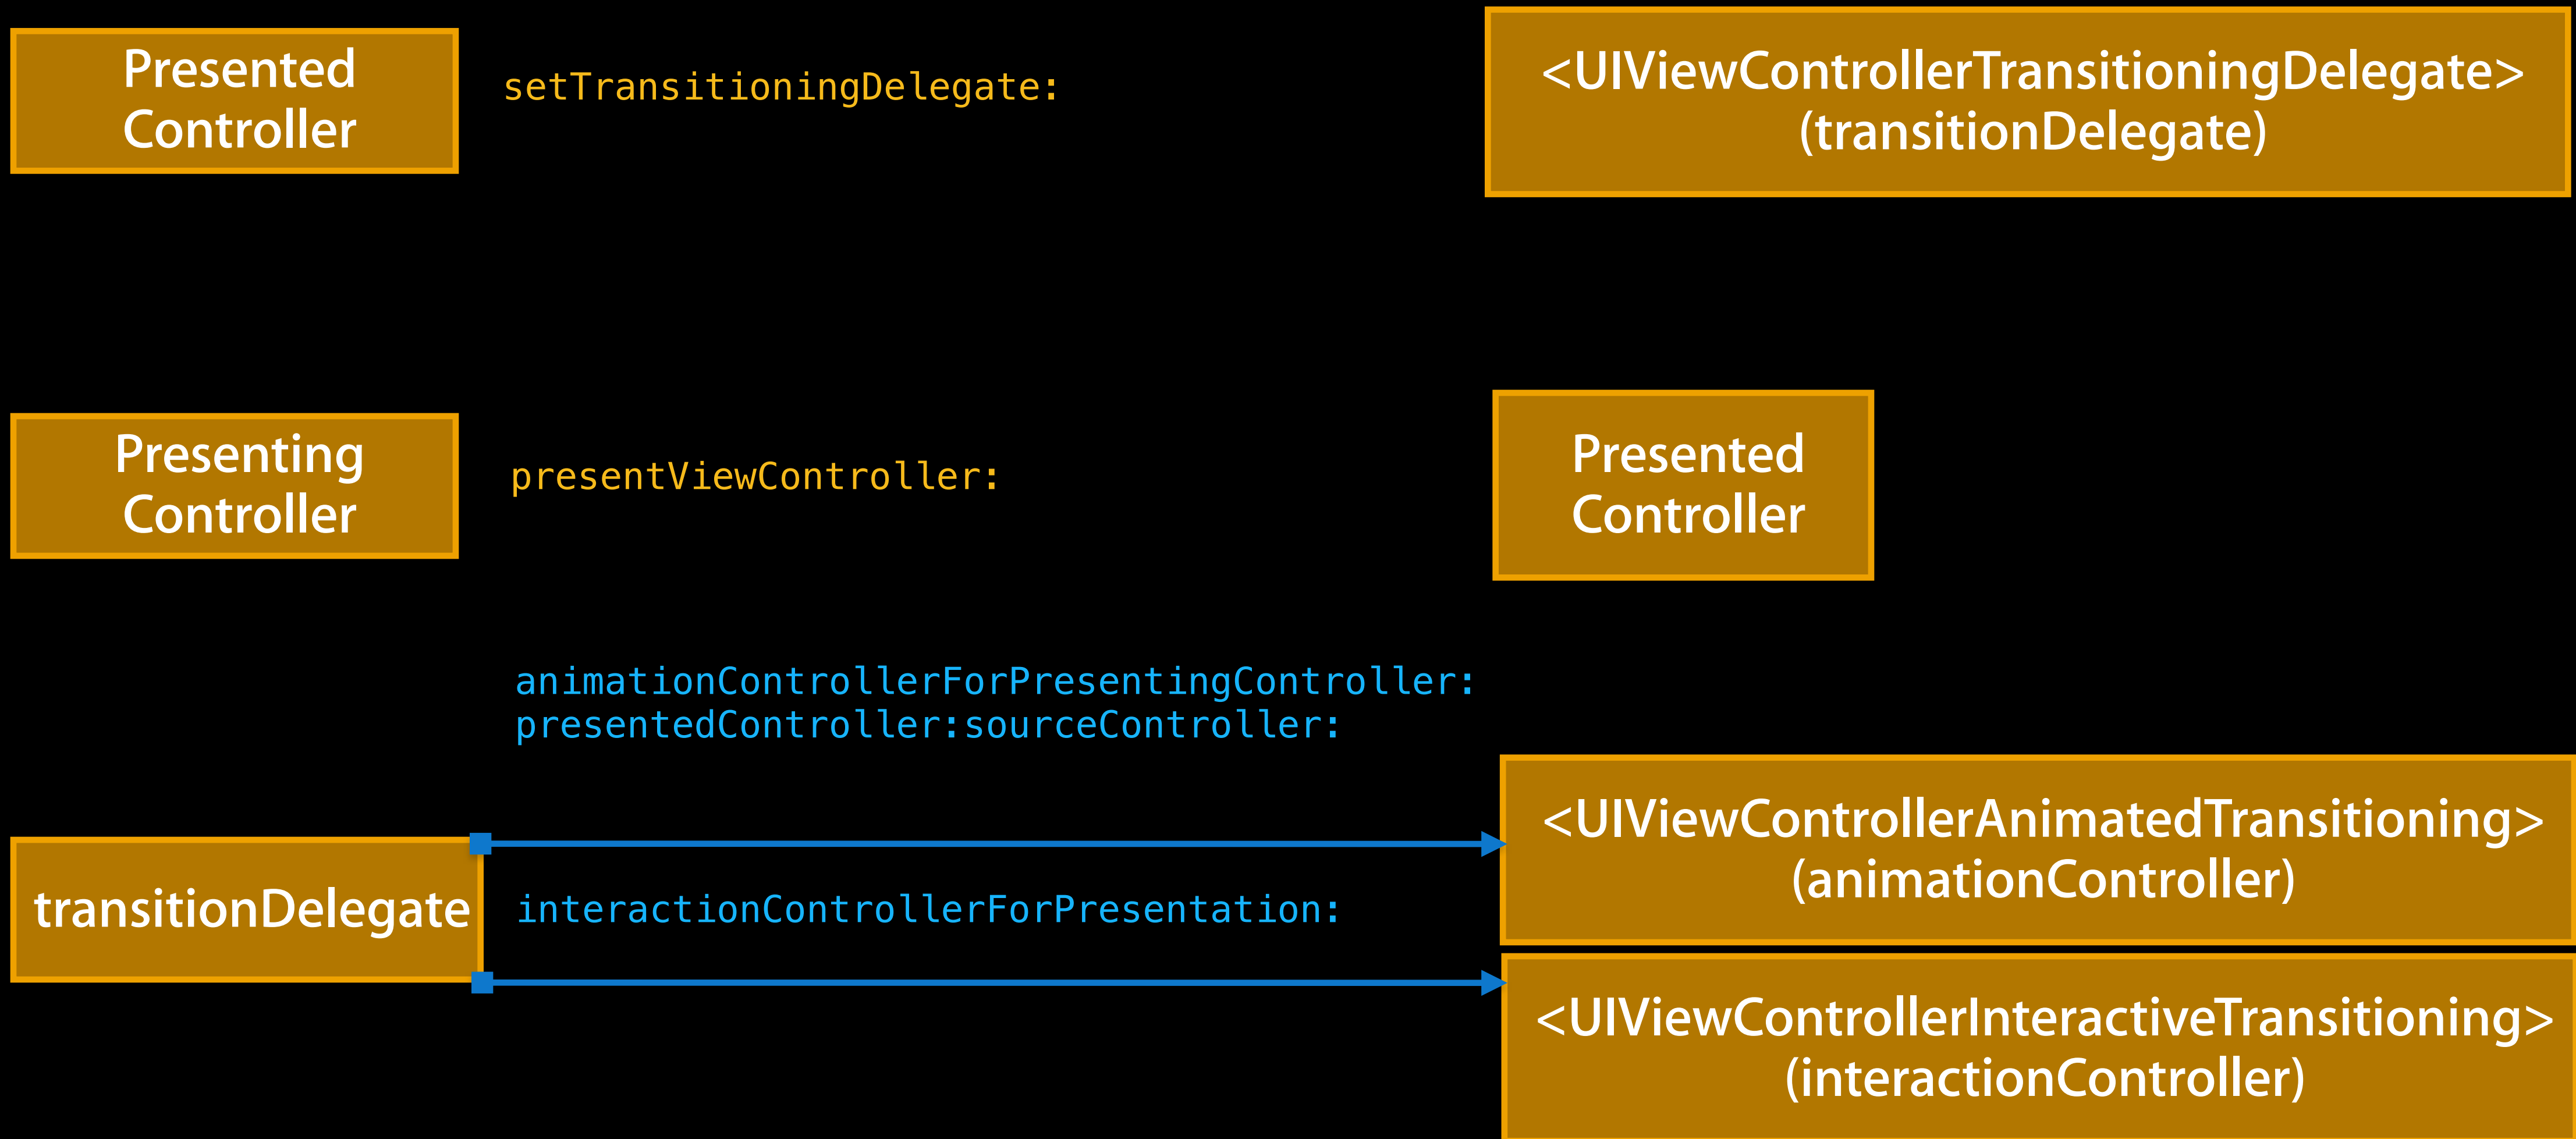 Presented
Controller
setTransitioningDelegate:
<UIViewControllerTransitioningDelegate>
(transitionDelegate)
Presenting
Controller
presentViewController:
Presented
Controller
animationControllerForPresentingController:
presentedController:sourceController:
<UIViewControllerAnimatedTransitioning>
(animationController)
transitionDelegate
interactionControllerForPresentation:
<UIViewControllerInteractiveTransitioning>
(interactionController)